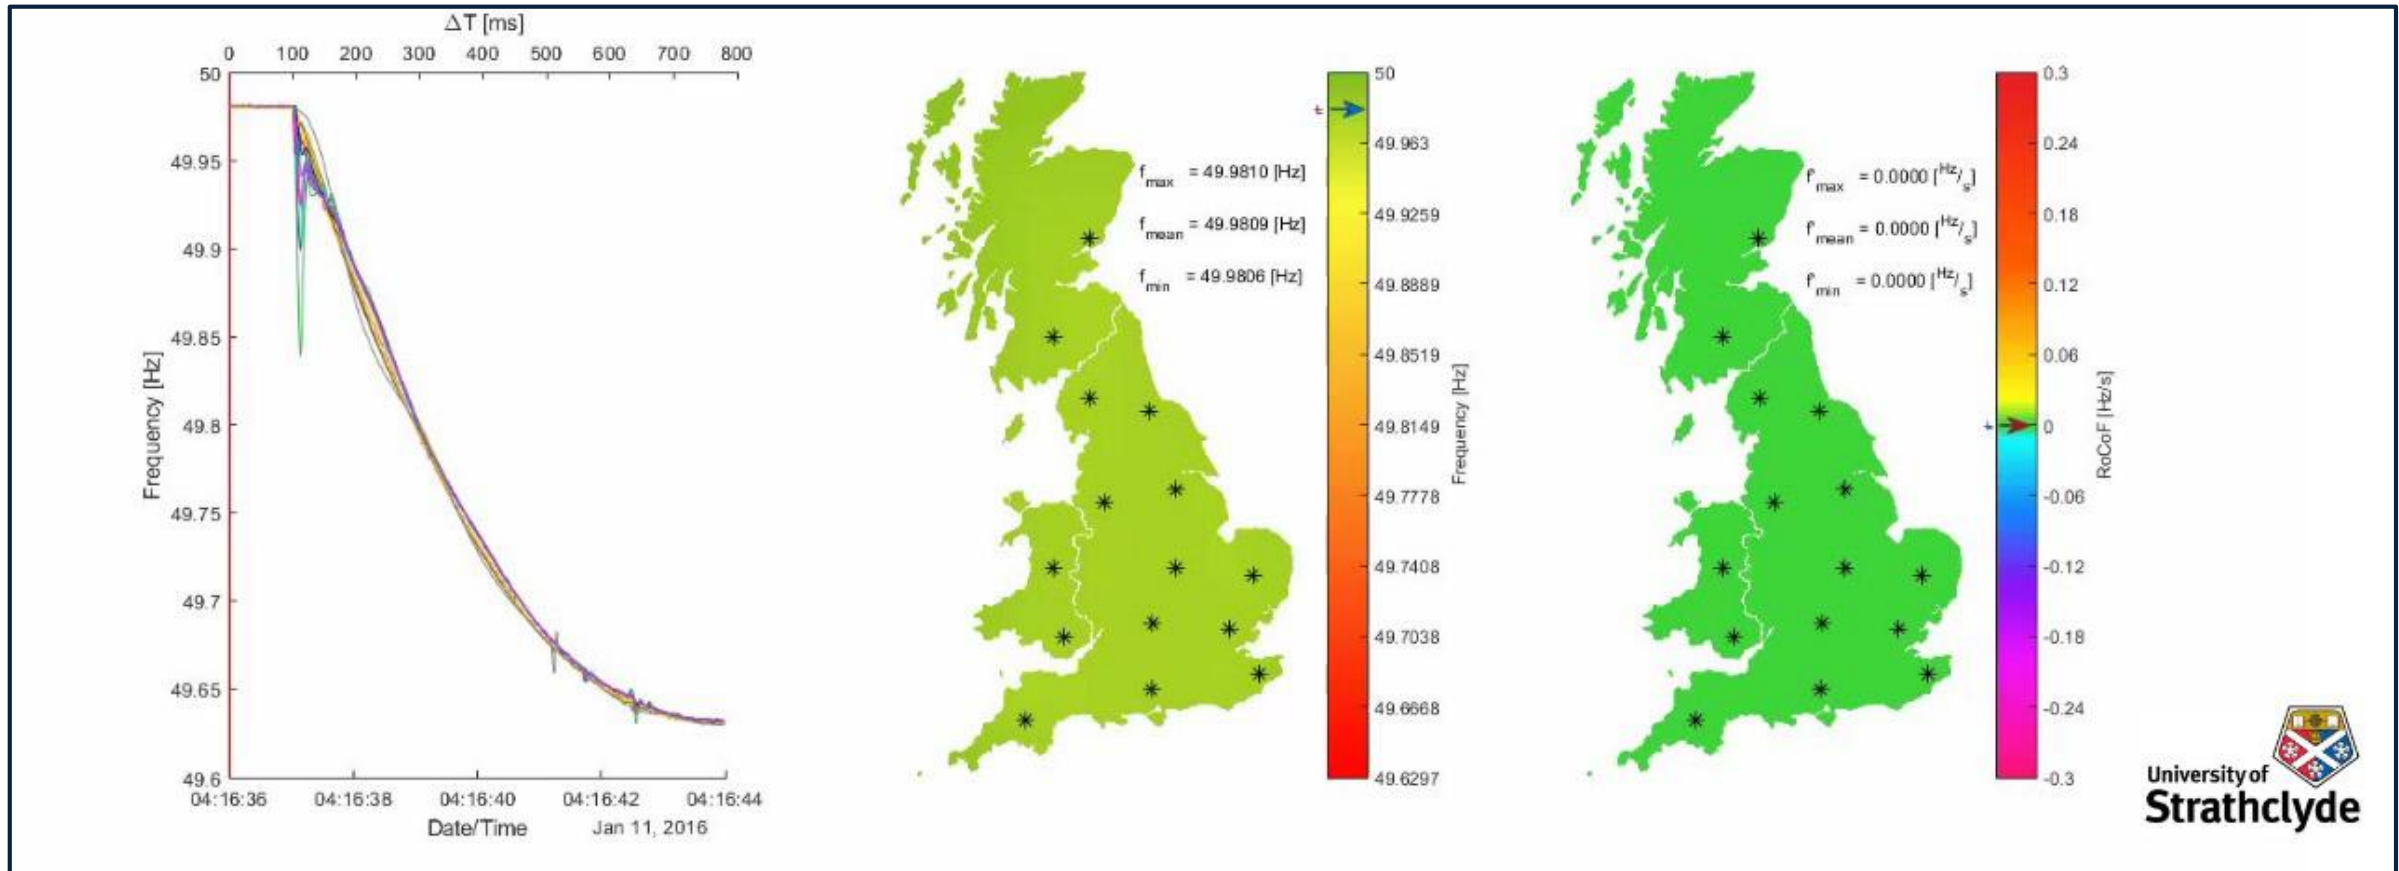 ΔT [ms]
0 100 200 300 400 500 600 700 800
50
49.95
49.9
49.85
49.8
49.75
49.7
49.65
49.6
Frequency [Hz]
04:16:36 04:16:38 04:16:40 04:16:42 04:16:44
Date/Time
Jan 11, 2016
f max = 49.9810 [Hz]
f mean = 49.9809 [Hz]
f min = 49.9806 [Hz]
50
49.963
49.9259
49.8889
49.8519
49.8149
49.7778
49.7408
49.7038
49.6668
49.6297
Frequency [Hz]
f' max = 0.0000 [Hz/s]
f' mean = 0.0000 [Hz/s]
f' min = 0.0000 [Hz/s]
0.3
0.24
0.18
0.12
0.06
0
-0.06
-0.12
-0.18
-0.24
-0.3
RoCoF [Hz/s]
University of
Strathclyde